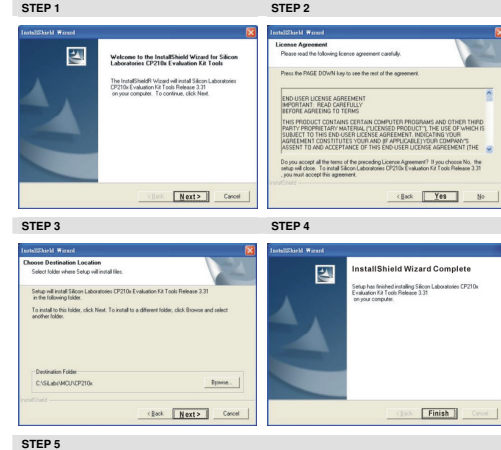 STEP 1
InstallShield Wizard
Welcome to the InstallShield Wizard for Silicon
Laboratories CP210x Evaluation Kit Tools
The InstallShield® Wizard will install Silicon Laboratories
CP210x Evaluation Kit Tools Release 3.31
on your computer. To continue, click Next.
< Back
Next >
Cancel
STEP 2
InstallShield Wizard
License Agreement
Please read the following license agreement carefully.
Press the PAGE DOWN key to see the rest of the agreement.
END-USER LICENSE AGREEMENT
IMPORTANT: READ CAREFULLY
BEFORE AGREEING TO TERMS
THIS PRODUCT CONTAINS CERTAIN COMPUTER PROGRAMS AND OTHER THIRD
PARTY PROPRIETARY MATERIAL ("LICENSED PRODUCT"), THE USE OF WHICH IS
SUBJECT TO THIS END-USER LICENSE AGREEMENT. INDICATING YOUR
AGREEMENT CONSTITUTES YOUR AND (IF APPLICABLE) YOUR COMPANY'S
ASSENT TO AND ACCEPTANCE OF THIS END-USER LICENSE AGREEMENT (THE
Do you accept all the terms of the preceding License Agreement? If you choose No, the
setup will close. To install Silicon Laboratories CP210x Evaluation Kit Tools Release 3.31
, you must accept this agreement.
InstallShield
< Back
Yes
No
STEP 3
InstallShield Wizard
Choose Destination Location
Select folder where Setup will install files.
Setup will install Silicon Laboratories CP210x Evaluation Kit Tools Release 3.31
in the following folder.
To install to this folder, click Next. To install to a different folder, click Browse and select
another folder.
Destination Folder
C:\SiLabs\MCU\CP210x
Browse...
InstallShield
< Back
Next >
Cancel
STEP 4
InstallShield Wizard
InstallShield Wizard Complete
Setup has finished installing Silicon Laboratories CP210x
Evaluation Kit Tools Release 3.31
on your computer.
< Back
Finish
Cancel
STEP 5